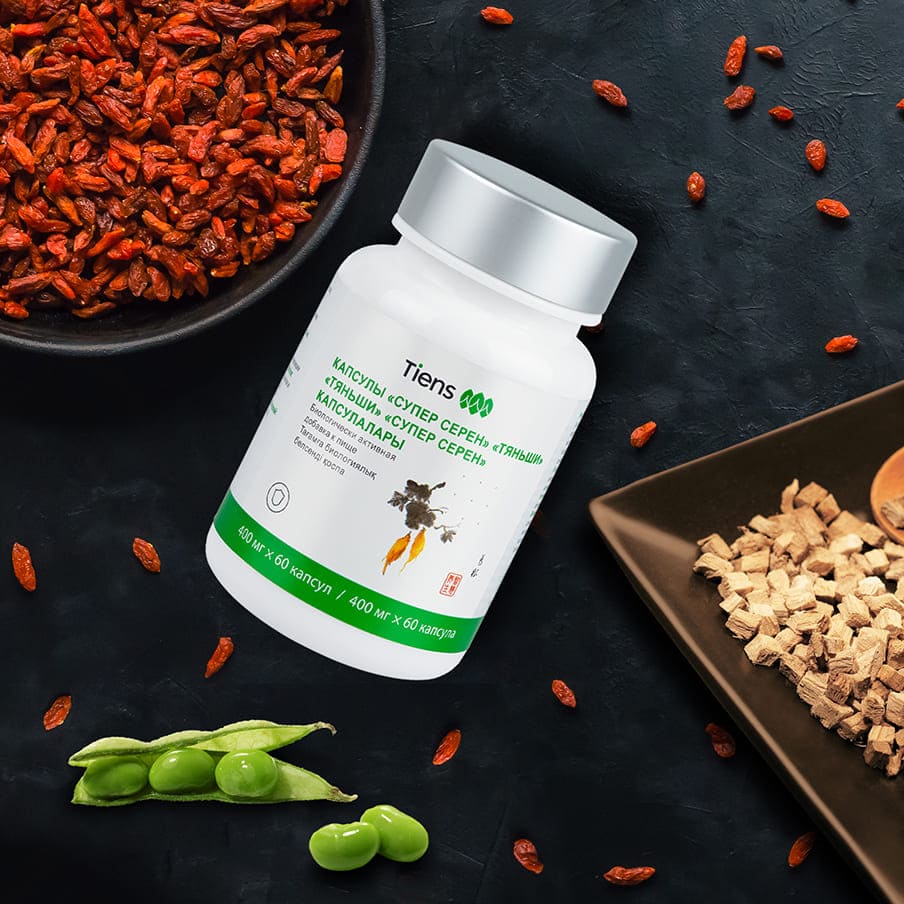 Tiens
КАПСУЛЫ «СУПЕР СЕРЕН» «ТЯНЬШИ»
«ТЯНЬШИ» «СУПЕР СЕРЕН»
КАПСУЛАЛАРЫ
Биологически активная
добавка к пище
Тағамға биологиялық
белсенді қоспа
400 мг x 60 капсул / 400 мг x 60 капсула